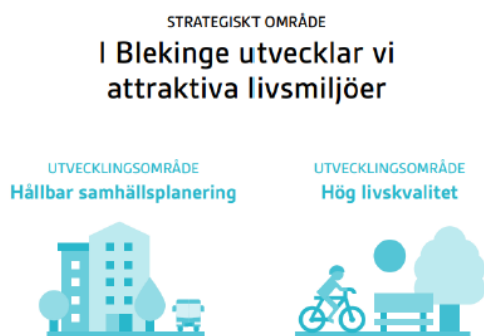 STRATEGISKT OMRÅDE
I Blekinge utvecklar vi
attraktiva livsmiljöer
UTVECKLINGSOMRÅDE
Hållbar samhällsplanering
UTVECKLINGSOMRÅDE
Hög livskvalitet